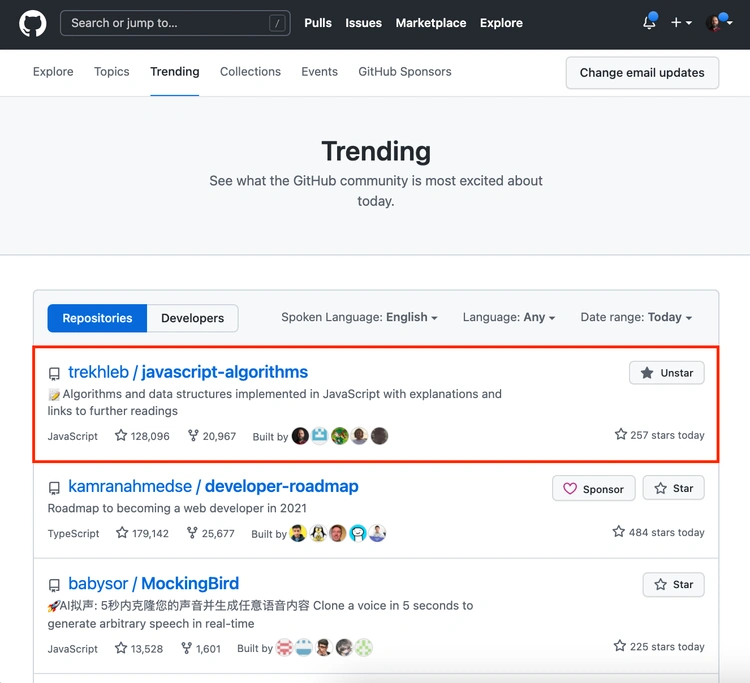 Search or jump to... /
Pulls Issues Marketplace Explore
Explore Topics Trending Collections Events GitHub Sponsors
Change email updates
Trending
See what the GitHub community is most excited about
today.
Repositories Developers Spoken Language: English Language: Any Date range: Today
trekhleb / javascript-algorithms
Unstar
📝 Algorithms and data structures implemented in JavaScript with explanations and
links to further readings
JavaScript 128,096 20,967 Built by 257 stars today
kamranahmedse / developer-roadmap
Sponsor Star
Roadmap to becoming a web developer in 2021
TypeScript 179,142 25,677 Built by 484 stars today
babysor / MockingBird
Star
🚀AI拟声: 5秒内克隆您的声音并生成任意语音内容 Clone a voice in 5 seconds to
generate arbitrary speech in real-time
JavaScript 13,528 1,601 Built by 225 stars today